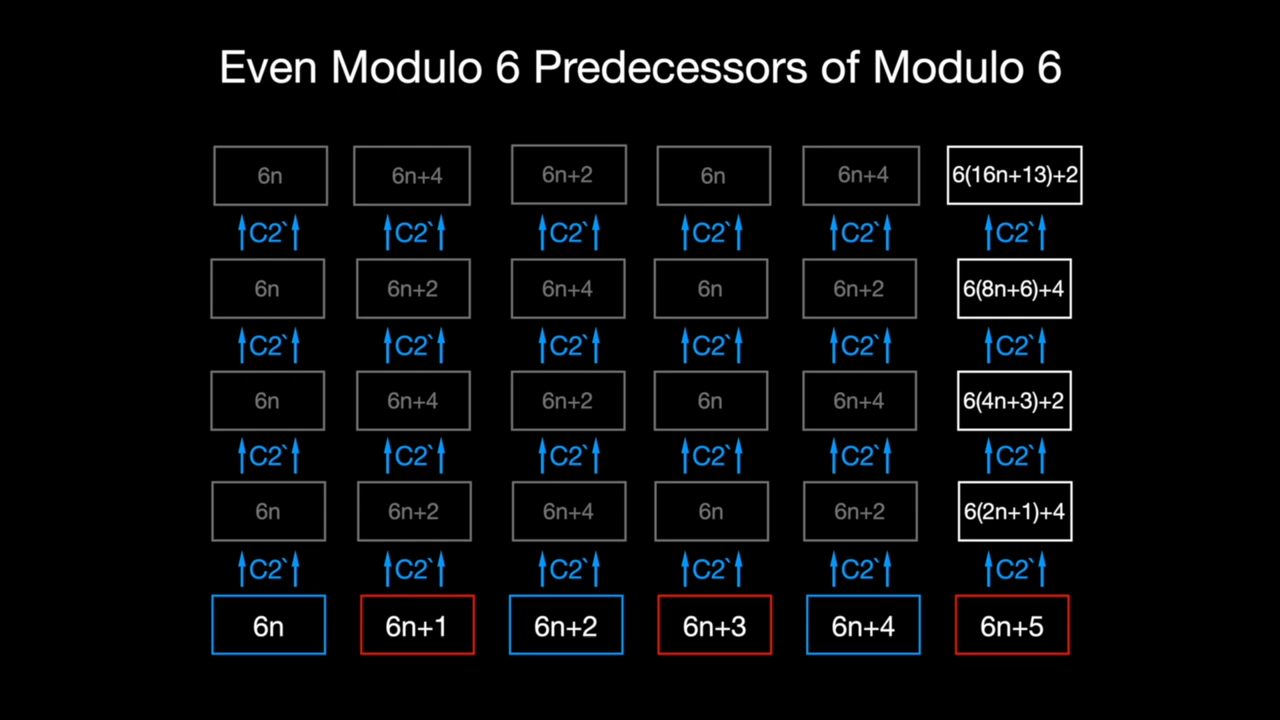 Even Modulo 6 Predecessors of Modulo 6
6n 6n+4 6n+2 6n 6n+4 6(16n+13)+2
C2` C2` C2` C2` C2` C2`
6n 6n+2 6n+4 6n 6n+2 6(8n+6)+4
C2` C2` C2` C2` C2` C2`
6n 6n+4 6n+2 6n 6n+4 6(4n+3)+2
C2` C2` C2` C2` C2` C2`
6n 6n+2 6n+4 6n 6n+2 6(2n+1)+4
C2` C2` C2` C2` C2` C2`
6n 6n+1 6n+2 6n+3 6n+4 6n+5